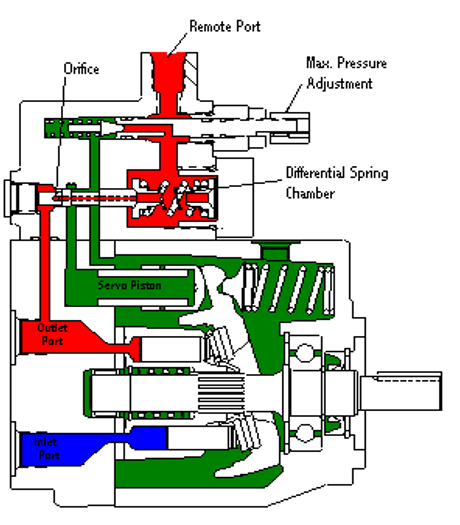 Remote Port
Orifice
Max. Pressure
Adjustment
Differential Spring
Chamber
Servo Piston
Outlet
Port
Inlet
Port